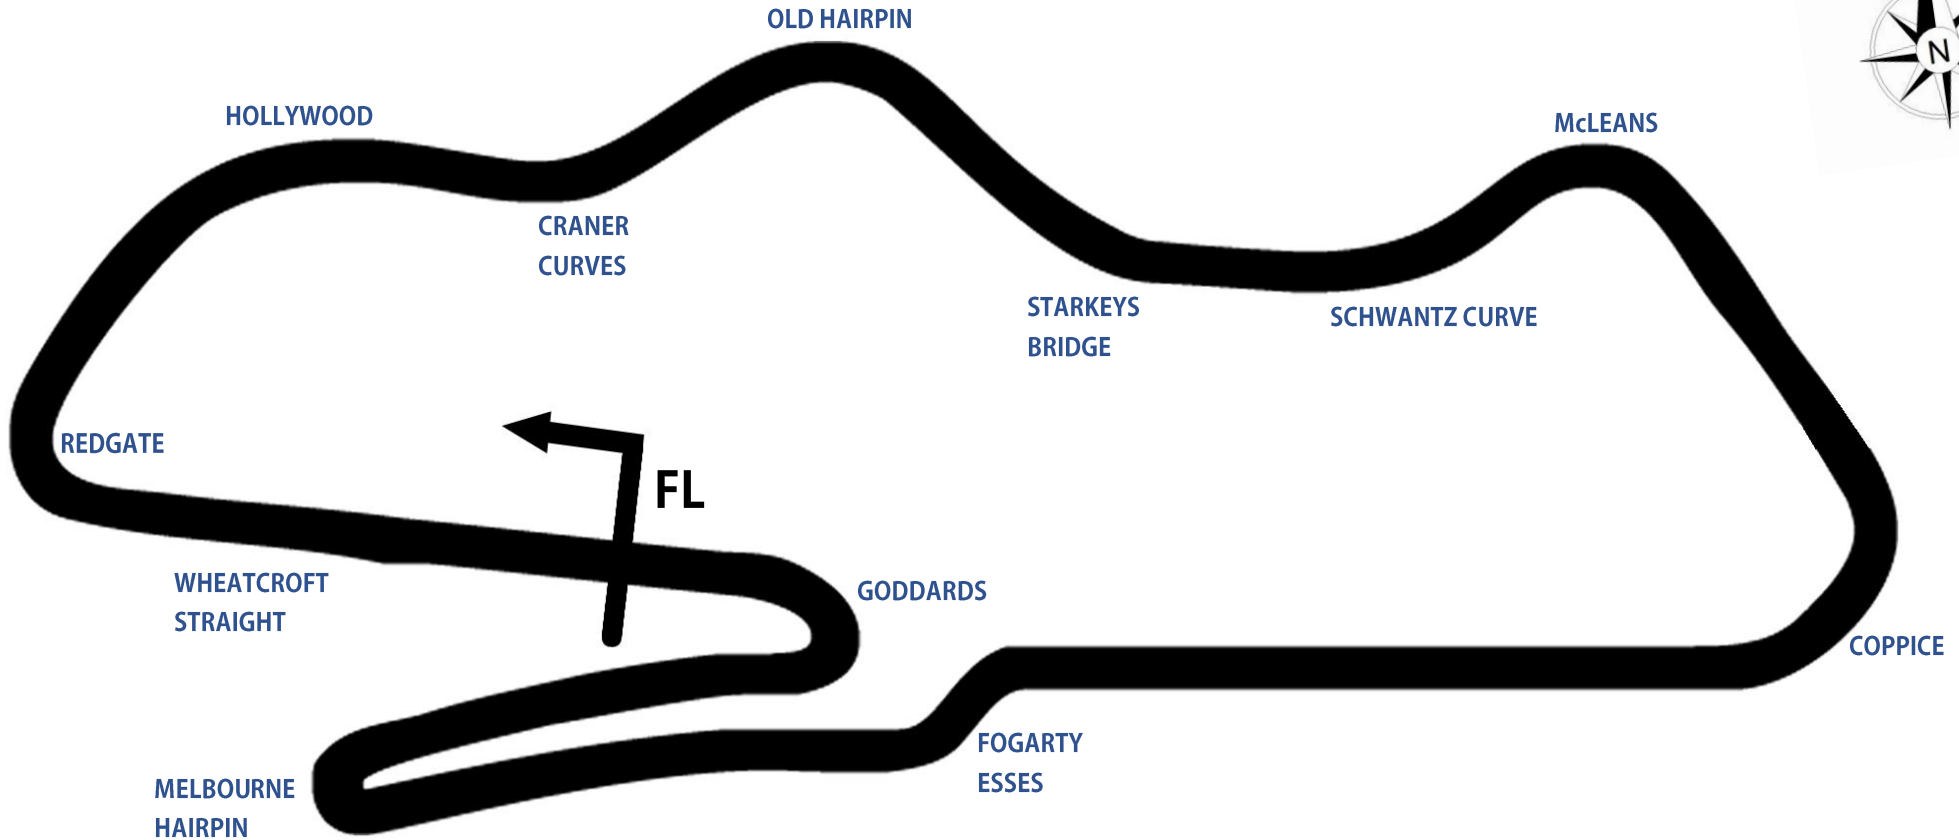 OLD HAIRPIN
N
HOLLYWOOD
McLEANS
CRANER
CURVES
STARKEYS
BRIDGE
SCHWANTZ CURVE
REDGATE
FL
WHEATCROFT
STRAIGHT
GODDARDS
COPPICE
FOGARTY
ESSES
MELBOURNE
HAIRPIN